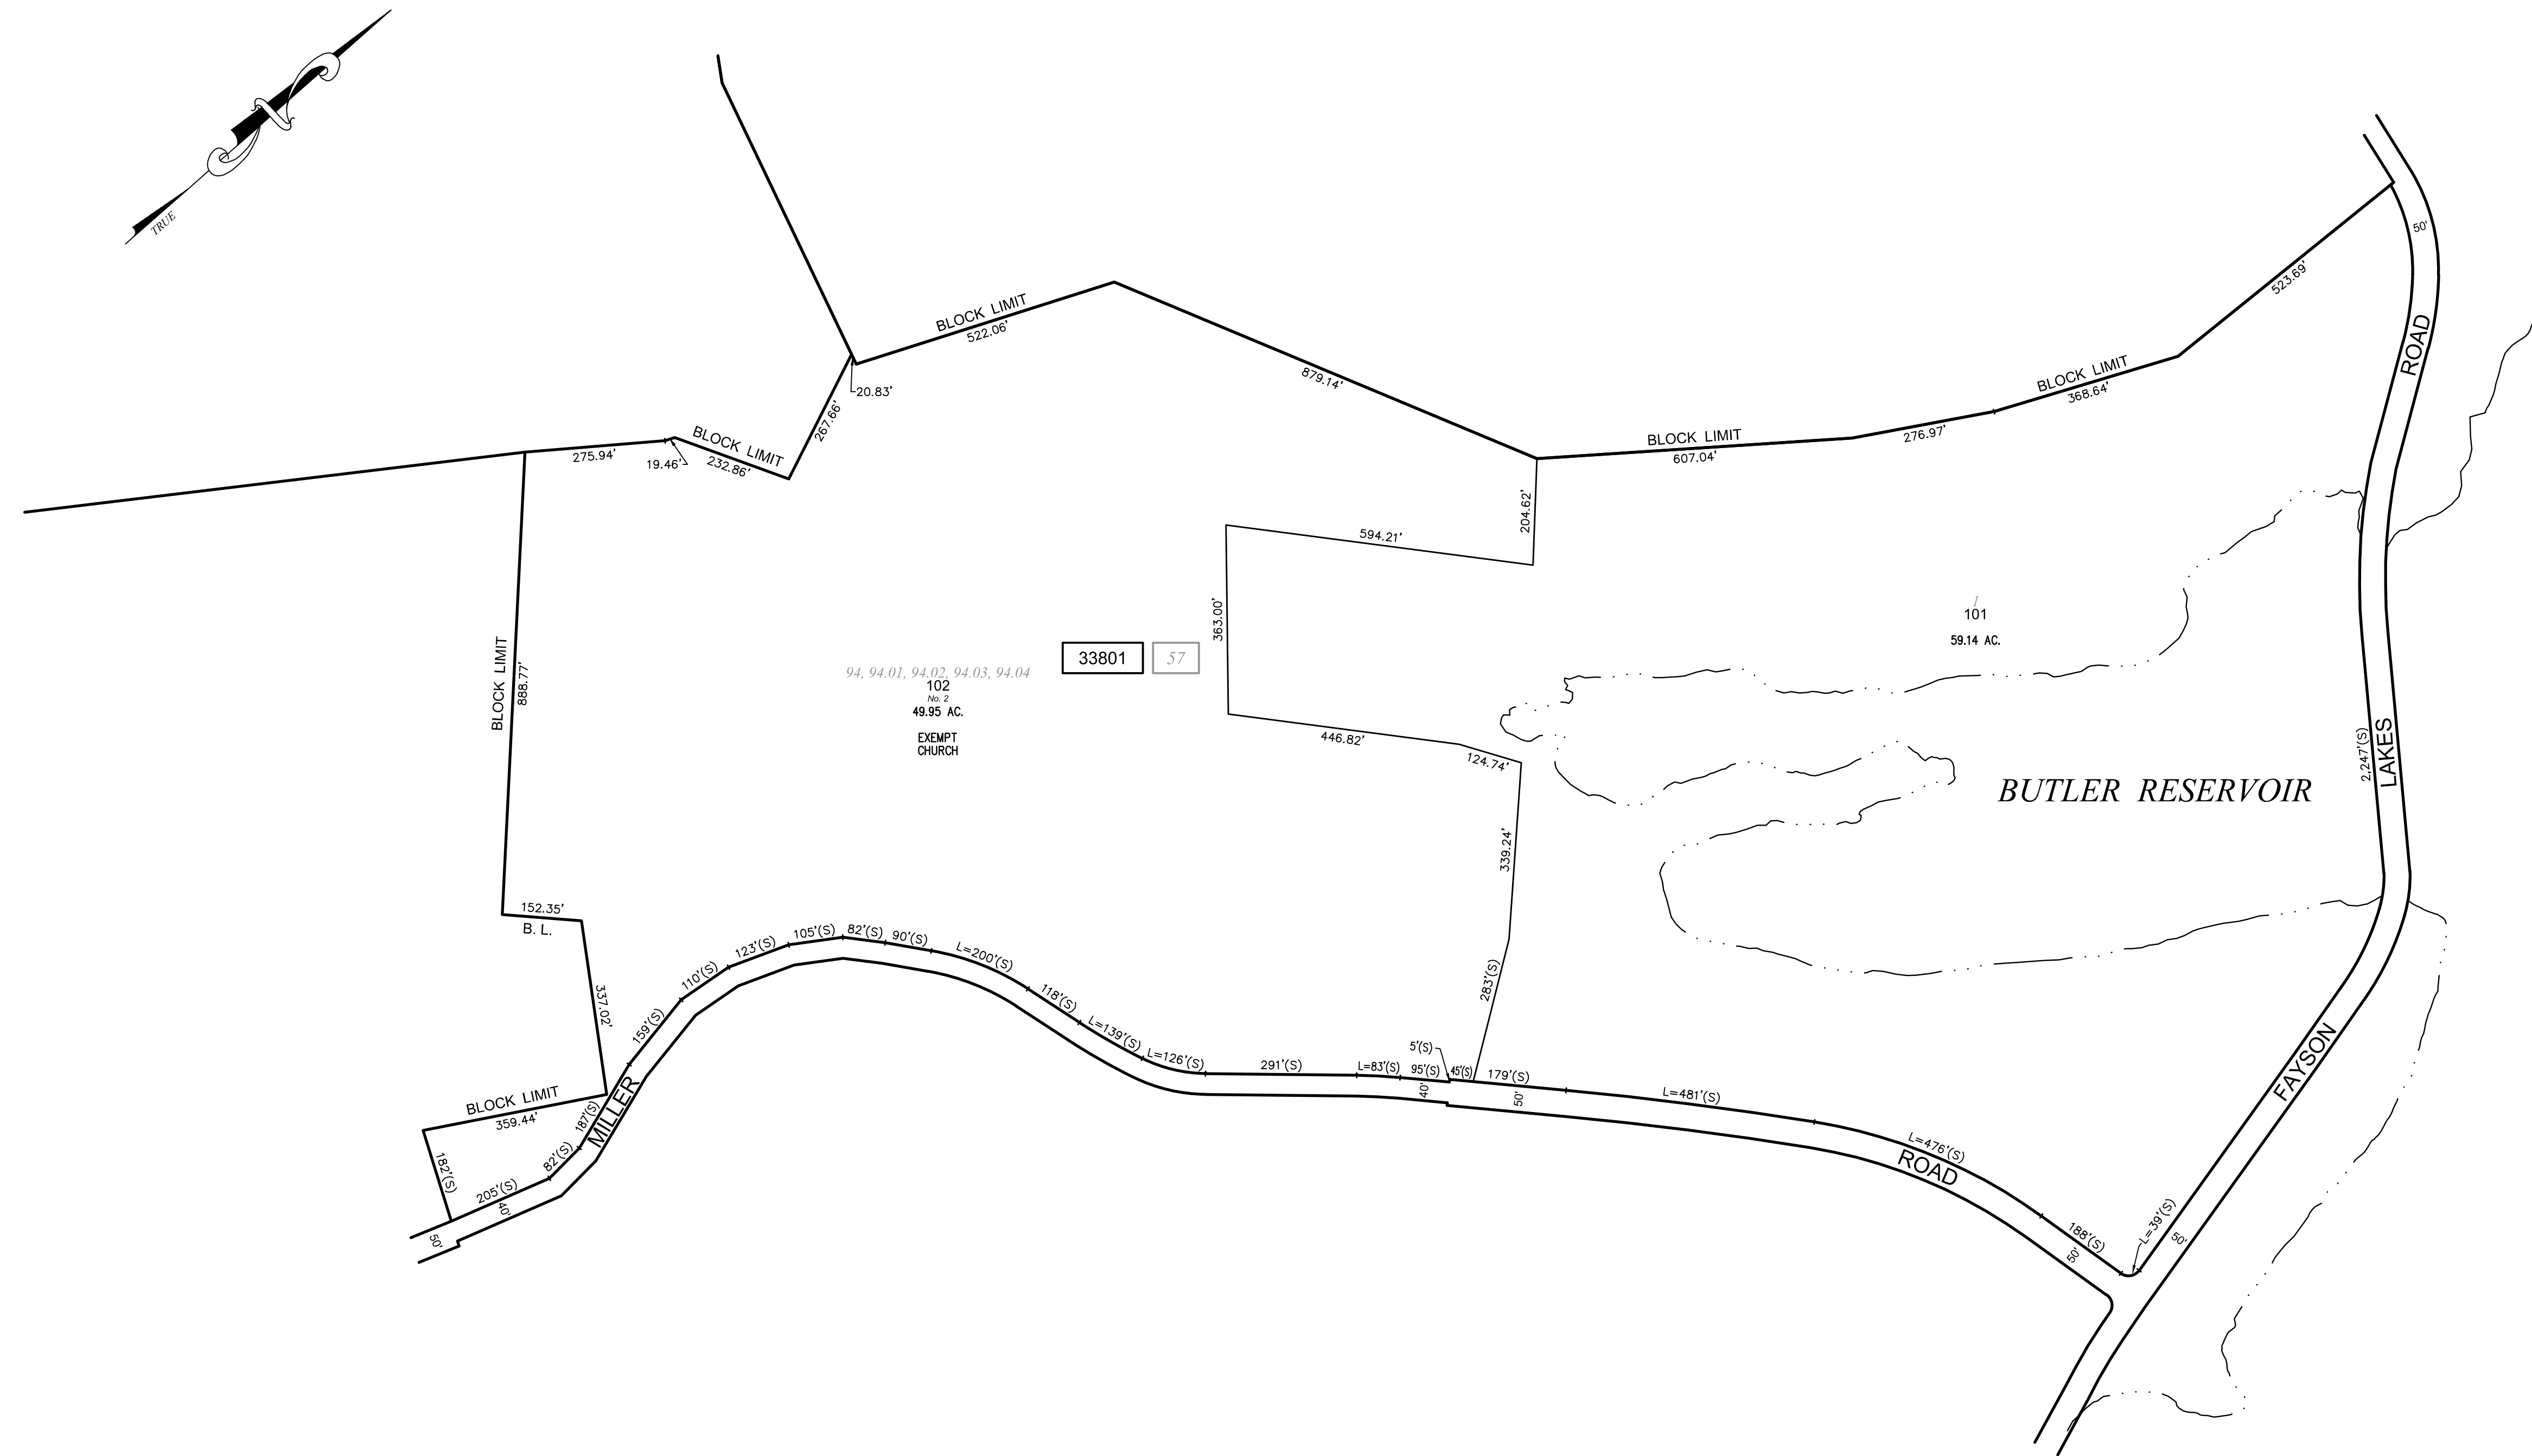 TRUE
50'
523.69'
ROAD
BLOCK LIMIT
522.06'
20.83'
879.14'
BLOCK LIMIT
368.64'
267.66'
BLOCK LIMIT
232.86'
275.94'
19.46'
BLOCK LIMIT
607.04'
276.97'
204.62'
594.21'
363.00'
1
101
59.14 AC.
33801
57
94, 94.01, 94.02, 94.03, 94.04
102
No. 2
49.95 AC.
EXEMPT
CHURCH
BLOCK LIMIT
888.77'
446.82'
124.74'
BUTLER RESERVOIR
2,247'(S)
LAKES
339.24'
152.35'
B. L.
337.02'
105'(S)
82'(S)
90'(S)
123'(S)
110'(S)
159'(S)
L=200'(S)
118'(S)
L=139'(S)
L=126'(S)
291'(S)
L=83'(S)
95'(S)
5'(S)
45'(S)
283'(S)
179'(S)
40'
50'
L=481'(S)
L=476'(S)
ROAD
188'(S)
50'
L=39'(S)
50'
FAYSON
BLOCK LIMIT
359.44'
187'(S)
MILLER
82'(S)
182'(S)
205'(S)
40'
50'